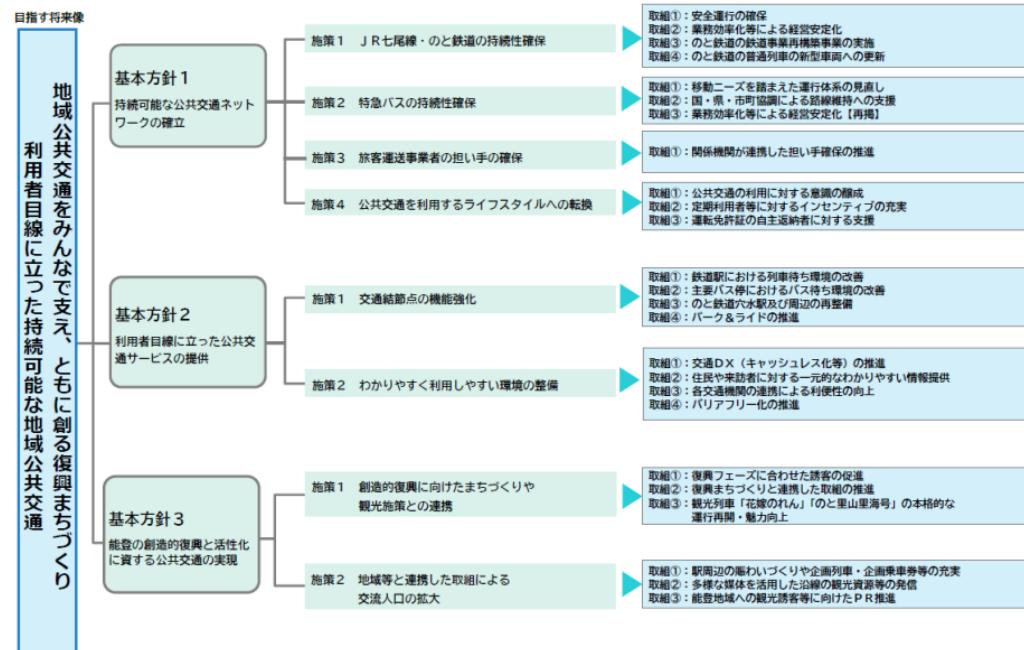 目指す将来像
地域公共交通をみんなで支え、ともに創る復興まちづくり
利用者目線に立った持続可能な地域公共交通
基本方針１
持続可能な公共交通ネット
ワークの確立
施策１　ＪＲ七尾線・のと鉄道の持続性確保
取組①：安全運行の確保
取組②：業務効率化等による経営安定化
取組③：のと鉄道の鉄道事業再構築事業の実施
取組④：のと鉄道の普通列車の新型車両への更新
施策２　特急バスの持続性確保
取組①：移動ニーズを踏まえた運行体系の見直し
取組②：国・県・市町協調による路線維持への支援
取組③：業務効率化等による経営安定化【再掲】
施策３　旅客運送事業者の担い手の確保
取組①：関係機関が連携した担い手確保の推進
施策４　公共交通を利用するライフスタイルへの転換
取組①：公共交通の利用に対する意識の醸成
取組②：定期利用者等に対するインセンティブの充実
取組③：運転免許証の自主返納者に対する支援
基本方針２
利用者目線に立った公共交
通サービスの提供
施策１　交通結節点の機能強化
取組①：鉄道駅における列車待ち環境の改善
取組②：主要バス停におけるバス待ち環境の改善
取組③：のと鉄道穴水駅及び周辺の再整備
取組④：パーク＆ライドの推進
施策２　わかりやすく利用しやすい環境の整備
取組①：交通ＤＸ（キャッシュレス化等）の推進
取組②：住民や来訪者に対する一元的なわかりやすい情報提供
取組③：各交通機関の連携による利便性の向上
取組④：バリアフリー化の推進
基本方針３
能登の創造的復興と活性化
に資する公共交通の実現
施策１　創造的復興に向けたまちづくりや
観光施策との連携
取組①：復興フェーズに合わせた誘客の促進
取組②：復興まちづくりと連携した取組の推進
取組③：観光列車「花嫁のれん」「のと里山里海号」の本格的な
運行再開・魅力向上
施策２　地域等と連携した取組による
交流人口の拡大
取組①：駅周辺の賑わいづくりや企画列車・企画乗車券等の充実
取組②：多様な媒体を活用した沿線の観光資源等の発信
取組③：能登地域への観光誘客等に向けたＰＲ推進